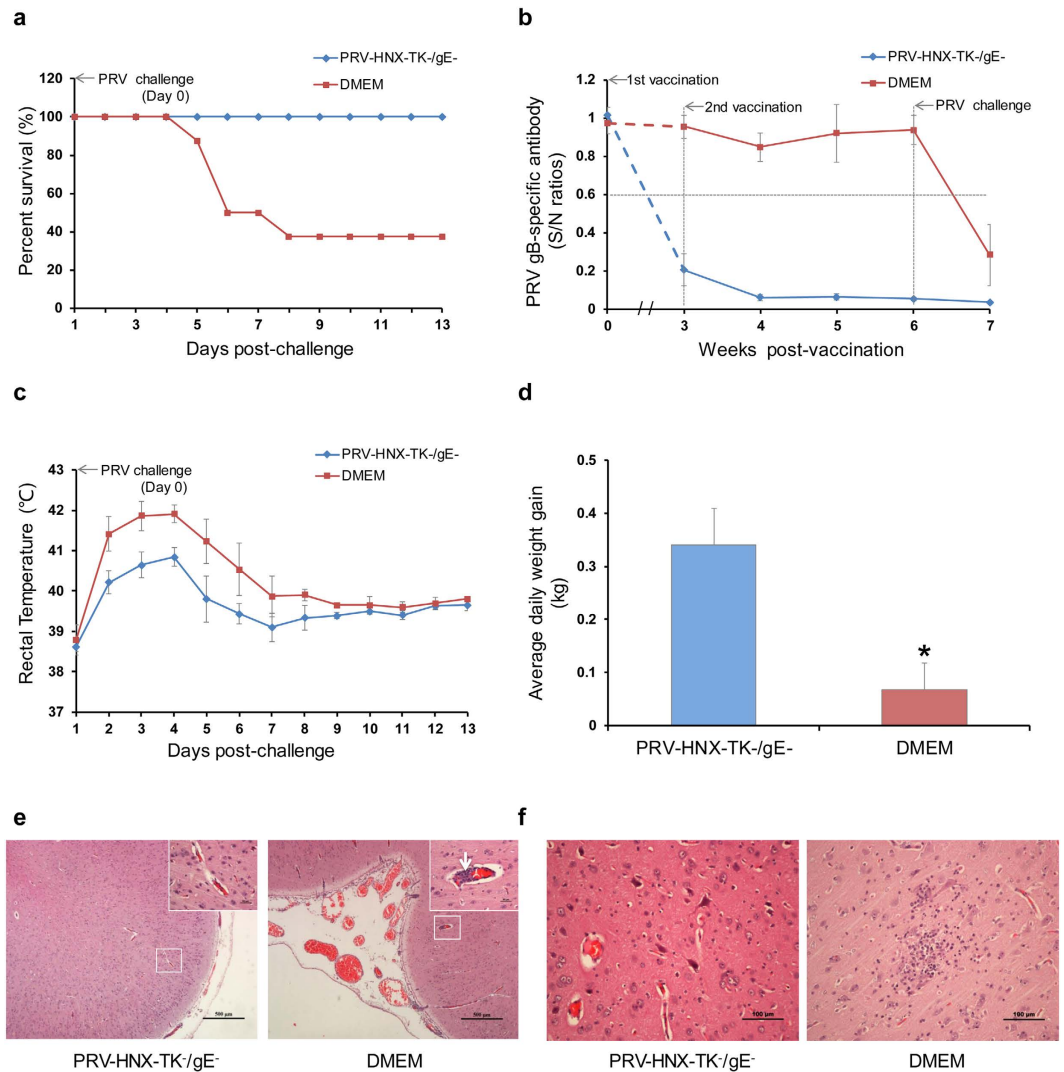 a
PRV-HNX-TK-/gE-
DMEM
PRV challenge
(Day 0)
Percent survival (%)
120
100
80
60
40
20
0
1 3 5 7 9 11 13
Days post-challenge
b
PRV-HNX-TK-/gE-
DMEM
1st vaccination
2nd vaccination
PRV challenge
PRV gB-specific antibody
(S/N ratios)
1.2
1
0.8
0.6
0.4
0.2
0
0 3 4 5 6 7
Weeks post-vaccination
c
PRV-HNX-TK-/gE-
DMEM
PRV challenge
(Day 0)
Rectal Temperature (℃)
43
42
41
40
39
38
37
1 2 3 4 5 6 7 8 9 10 11 12 13
Days post-challenge
d
Average daily weight gain
(kg)
0.5
0.4
0.3
0.2
0.1
0
*
PRV-HNX-TK-/gE- DMEM
e
500 μm
500 μm
PRV-HNX-TK⁻/gE⁻ DMEM
f
100 μm
100 μm
PRV-HNX-TK⁻/gE⁻ DMEM